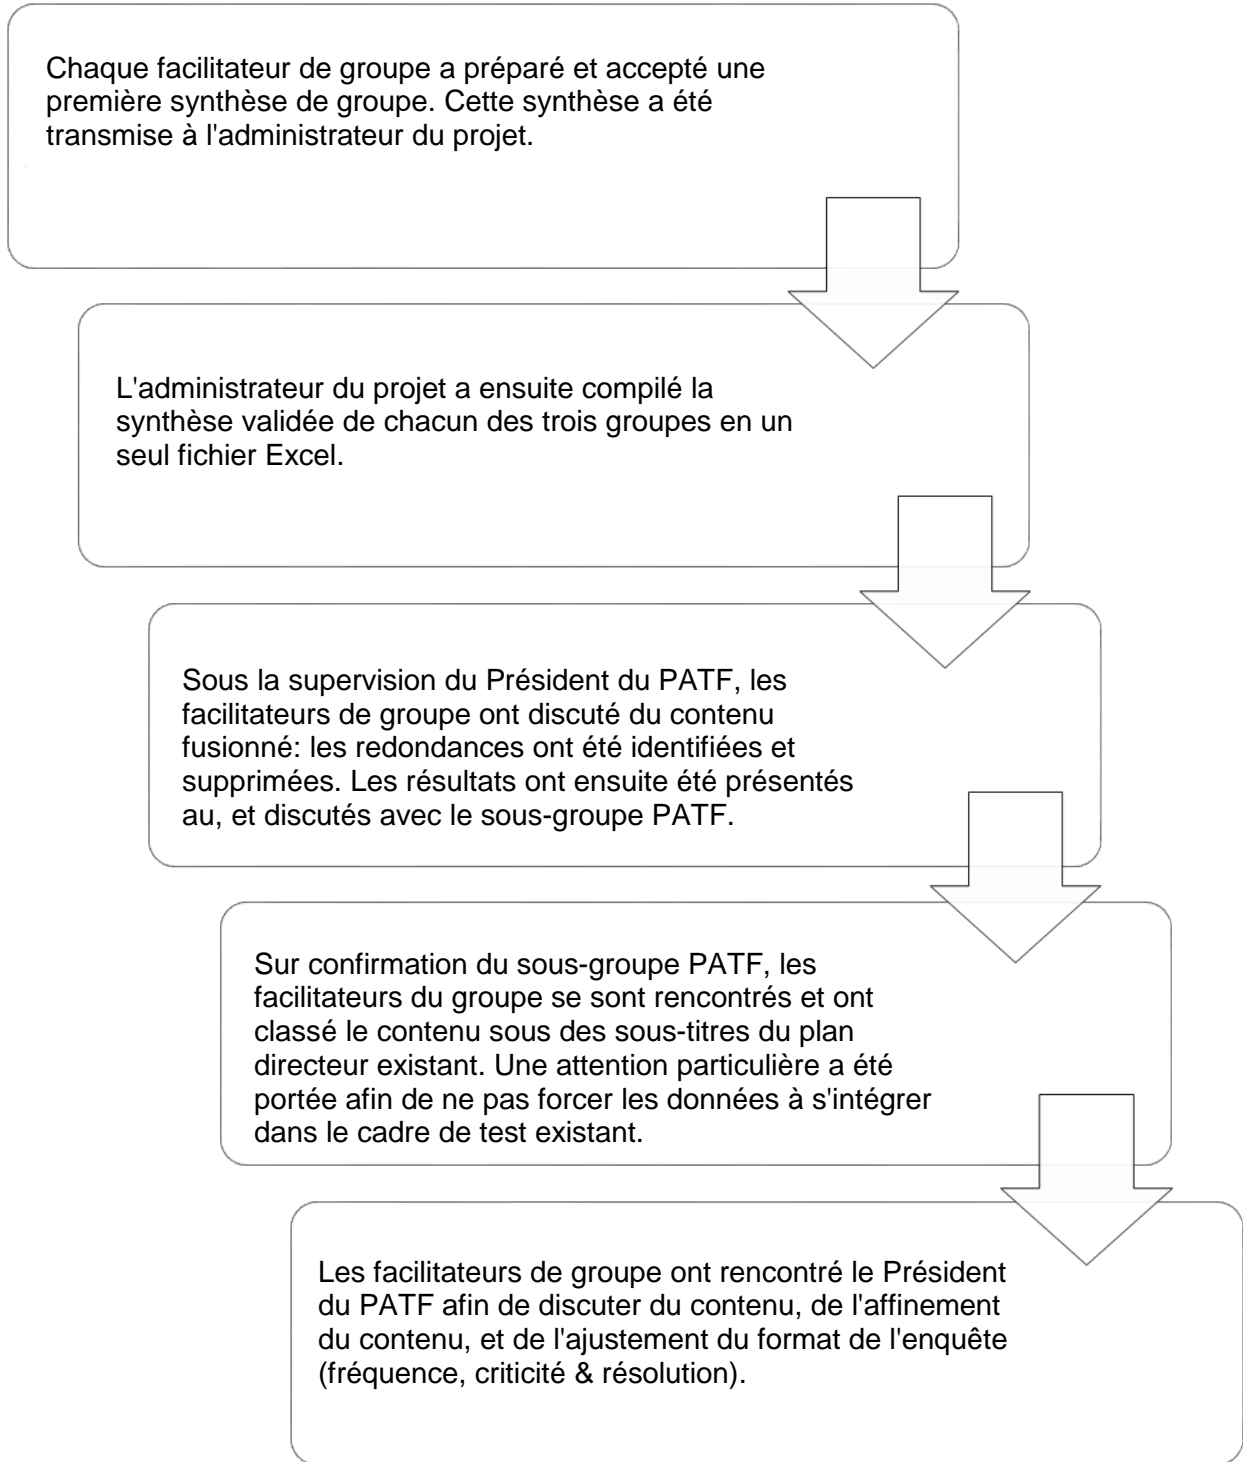 Chaque facilitateur de groupe a préparé et accepté une
première synthèse de groupe. Cette synthèse a été
transmise à l'administrateur du projet.
L'administrateur du projet a ensuite compilé la
synthèse validée de chacun des trois groupes en un
seul fichier Excel.
Sous la supervision du Président du PATF, les
facilitateurs de groupe ont discuté du contenu
fusionné: les redondances ont été identifiées et
supprimées. Les résultats ont ensuite été présentés
au, et discutés avec le sous-groupe PATF.
Sur confirmation du sous-groupe PATF, les
facilitateurs du groupe se sont rencontrés et ont
classé le contenu sous des sous-titres du plan
directeur existant. Une attention particulière a été
portée afin de ne pas forcer les données à s'intégrer
dans le cadre de test existant.
Les facilitateurs de groupe ont rencontré le Président
du PATF afin de discuter du contenu, de l'affinement
du contenu, et de l'ajustement du format de l'enquête
(fréquence, criticité & résolution).